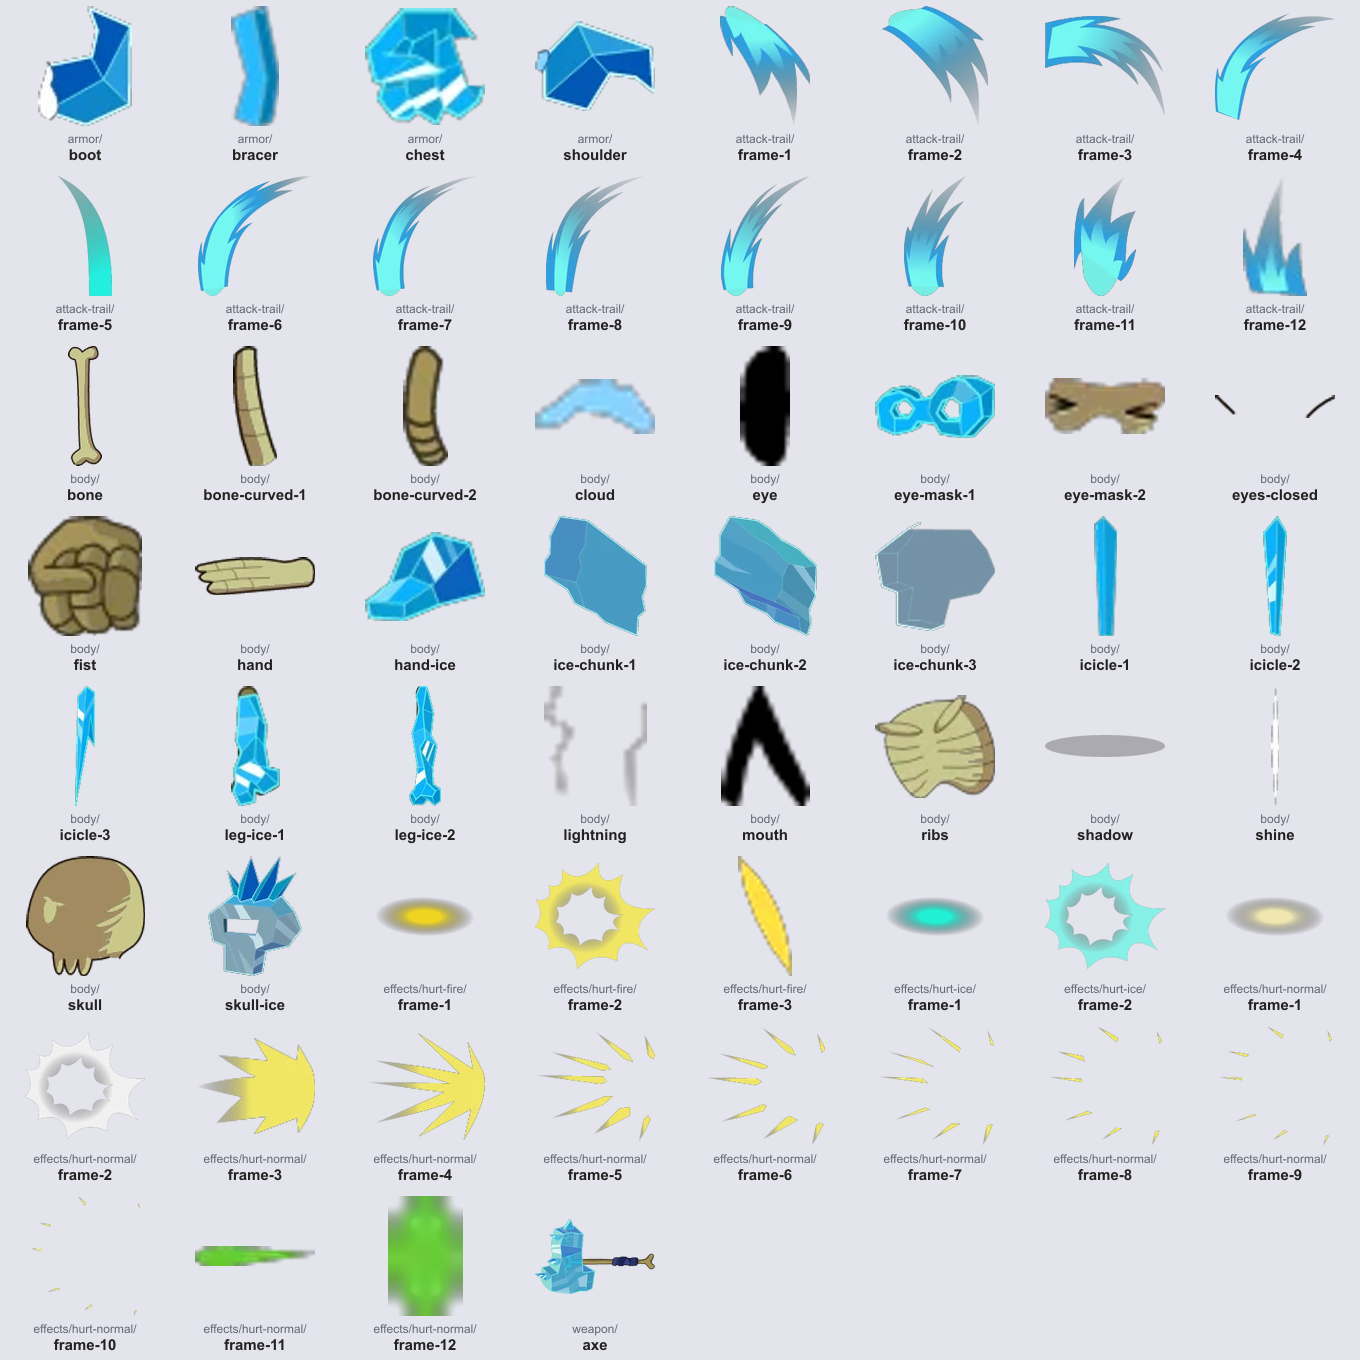 armor/ armor/ armor/ armor/ attack-trail/ attack-trail/ attack-trail/ attack-trail/
boot bracer chest shoulder frame-1 frame-2 frame-3 frame-4
attack-trail/ attack-trail/ attack-trail/ attack-trail/ attack-trail/ attack-trail/ attack-trail/ attack-trail/
frame-5 frame-6 frame-7 frame-8 frame-9 frame-10 frame-11 frame-12
body/ body/ body/ body/ body/ body/ body/ body/
bone bone-curved-1 bone-curved-2 cloud eye eye-mask-1 eye-mask-2 eyes-closed
body/ body/ body/ body/ body/ body/ body/ body/
fist hand hand-ice ice-chunk-1 ice-chunk-2 ice-chunk-3 icicle-1 icicle-2
body/ body/ body/ body/ body/ body/ body/ body/
icicle-3 leg-ice-1 leg-ice-2 lightning mouth ribs shadow shine
body/ body/ effects/hurt-fire/ effects/hurt-fire/ effects/hurt-fire/ effects/hurt-ice/ effects/hurt-ice/ effects/hurt-normal/
skull skull-ice frame-1 frame-2 frame-3 frame-1 frame-2 frame-1
effects/hurt-normal/ effects/hurt-normal/ effects/hurt-normal/ effects/hurt-normal/ effects/hurt-normal/ effects/hurt-normal/ effects/hurt-normal/ effects/hurt-normal/
frame-2 frame-3 frame-4 frame-5 frame-6 frame-7 frame-8 frame-9
effects/hurt-normal/ effects/hurt-normal/ effects/hurt-normal/ weapon/
frame-10 frame-11 frame-12 axe